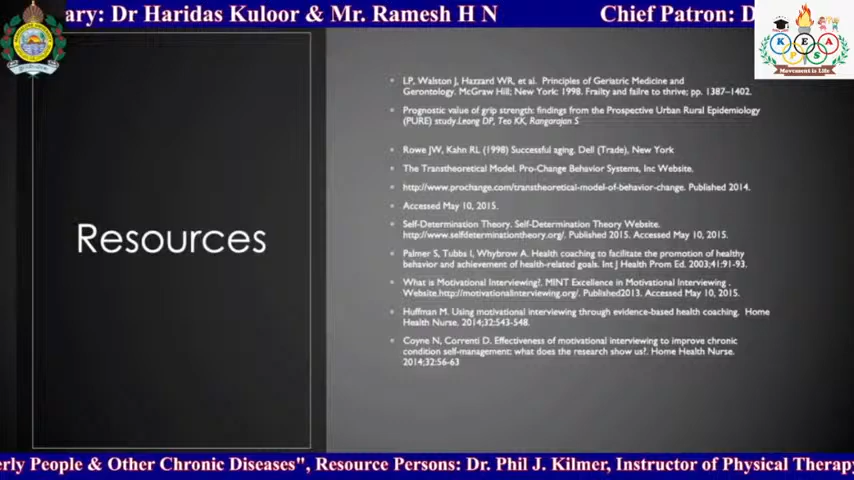 ary: Dr Haridas Kuloor & Mr. Ramesh H N Chief Patron: D
K E A
P S
Movement is Life
Resources
LP, Walston J, Hazzard WR, et al. Principles of Geriatric Medicine and
Gerontology. McGraw Hill; New York: 1998. Frailty and failre to thrive; pp. 1387–1402.
Prognostic value of grip strength: findings from the Prospective Urban Rural Epidemiology
(PURE) study.Leong DP, Teo KK, Rangarajan S
Rowe JW, Kahn RL (1998) Successful aging. Dell (Trade), New York
The Transtheoretical Model. Pro-Change Behavior Systems, Inc Website.
http://www.prochange.com/transtheoretical-model-of-behavior-change. Published 2014.
Accessed May 10, 2015.
Self-Determination Theory. Self-Determination Theory Website.
http://www.selfdeterminationtheory.org/. Published 2015. Accessed May 10, 2015.
Palmer S, Tubbs I, Whybrow A. Health coaching to facilitate the promotion of healthy
behavior and achievement of health-related goals. Int J Health Prom Ed. 2003;41:91-93.
What is Motivational Interviewing?. MINT Excellence in Motivational Interviewing .
Website.http://motivationalinterviewing.org/. Published2013. Accessed May 10, 2015.
Huffman M. Using motivational interviewing through evidence-based health coaching. Home
Health Nurse. 2014;32:543-548.
Coyne N, Correnti D. Effectiveness of motivational interviewing to improve chronic
condition self-management: what does the research show us?. Home Health Nurse.
2014;32:56-63
erly People & Other Chronic Diseases", Resource Persons: Dr. Phil J. Kilmer, Instructor of Physical Therapy